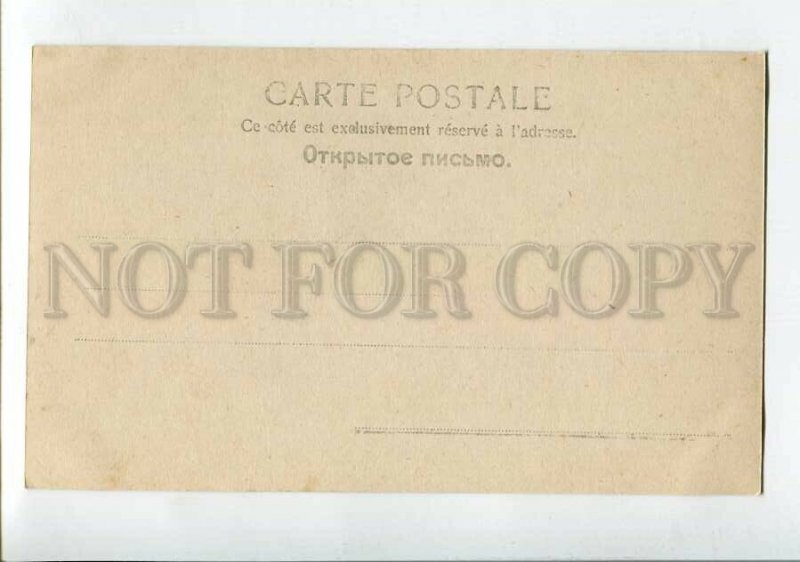 CARTE POSTALE
Ce côté est exclusivement réservé à l'adresse.
Открытое письмо.
NOT FOR COPY